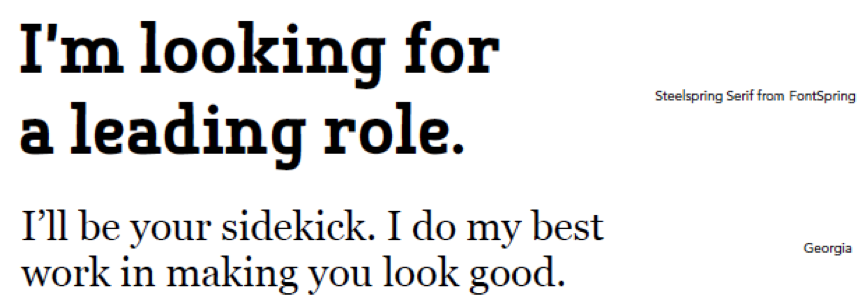 I'm looking for
a leading role.
Steelspring Serif from FontSpring
I’ll be your sidekick. I do my best
work in making you look good.
Georgia